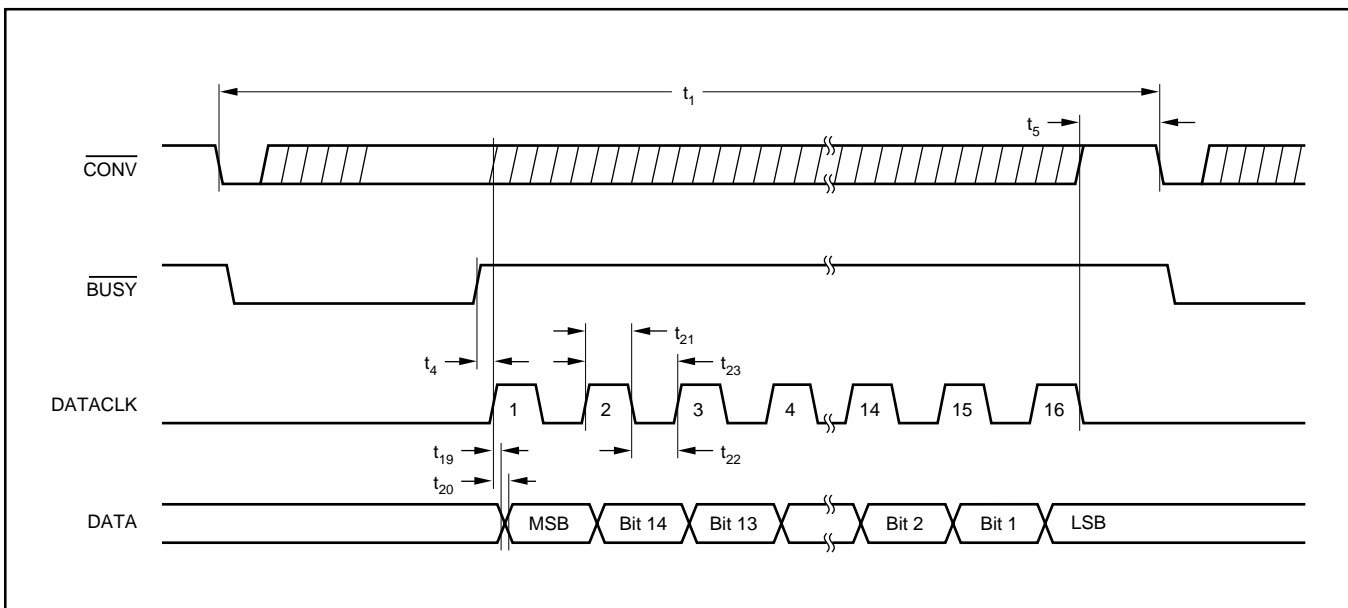 t1
t5
CONV
BUSY
t21
t4
t23
DATACLK
1 2 3 4 14 15 16
t19
t22
t20
DATA
MSB Bit 14 Bit 13 Bit 2 Bit 1 LSB